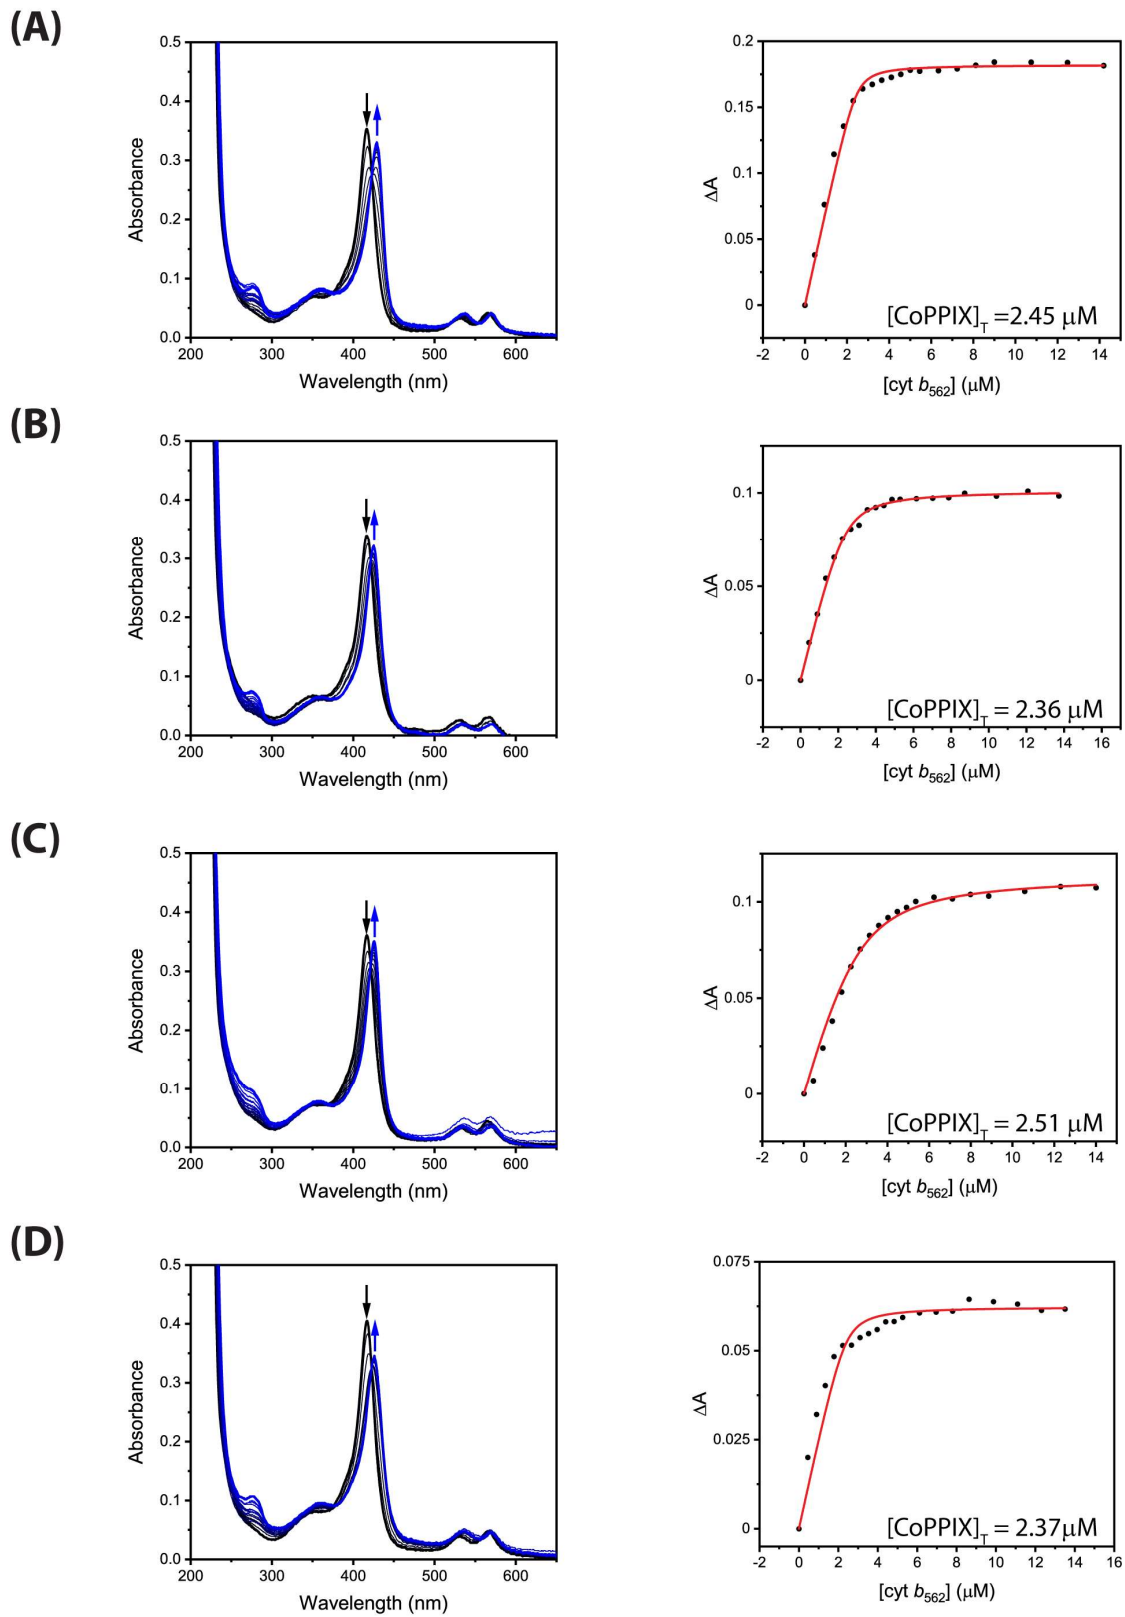 (A)
0.5
0.4
0.3
0.2
0.1
0.0
200 300 400 500 600
Absorbance
Wavelength (nm)
0.2
0.15
0.1
0.05
0
-2 0 2 4 6 8 10 12 14
ΔA
[CoPPIX]T =2.45 μM
[cyt b562] (μM)
(B)
0.5
0.4
0.3
0.2
0.1
0.0
200 300 400 500 600
Absorbance
Wavelength (nm)
0.1
0.05
0
-2 0 2 4 6 8 10 12 14 16
ΔA
[CoPPIX]T = 2.36 μM
[cyt b562] (μM)
(C)
0.5
0.4
0.3
0.2
0.1
0.0
200 300 400 500 600
Absorbance
Wavelength (nm)
0.1
0.05
0
-2 0 2 4 6 8 10 12 14
ΔA
[CoPPIX]T = 2.51 μM
[cyt b562] (μM)
(D)
0.5
0.4
0.3
0.2
0.1
0.0
200 300 400 500 600
Absorbance
Wavelength (nm)
0.075
0.05
0.025
0
-2 0 2 4 6 8 10 12 14 16
ΔA
[CoPPIX]T = 2.37μM
[cyt b562] (μM)